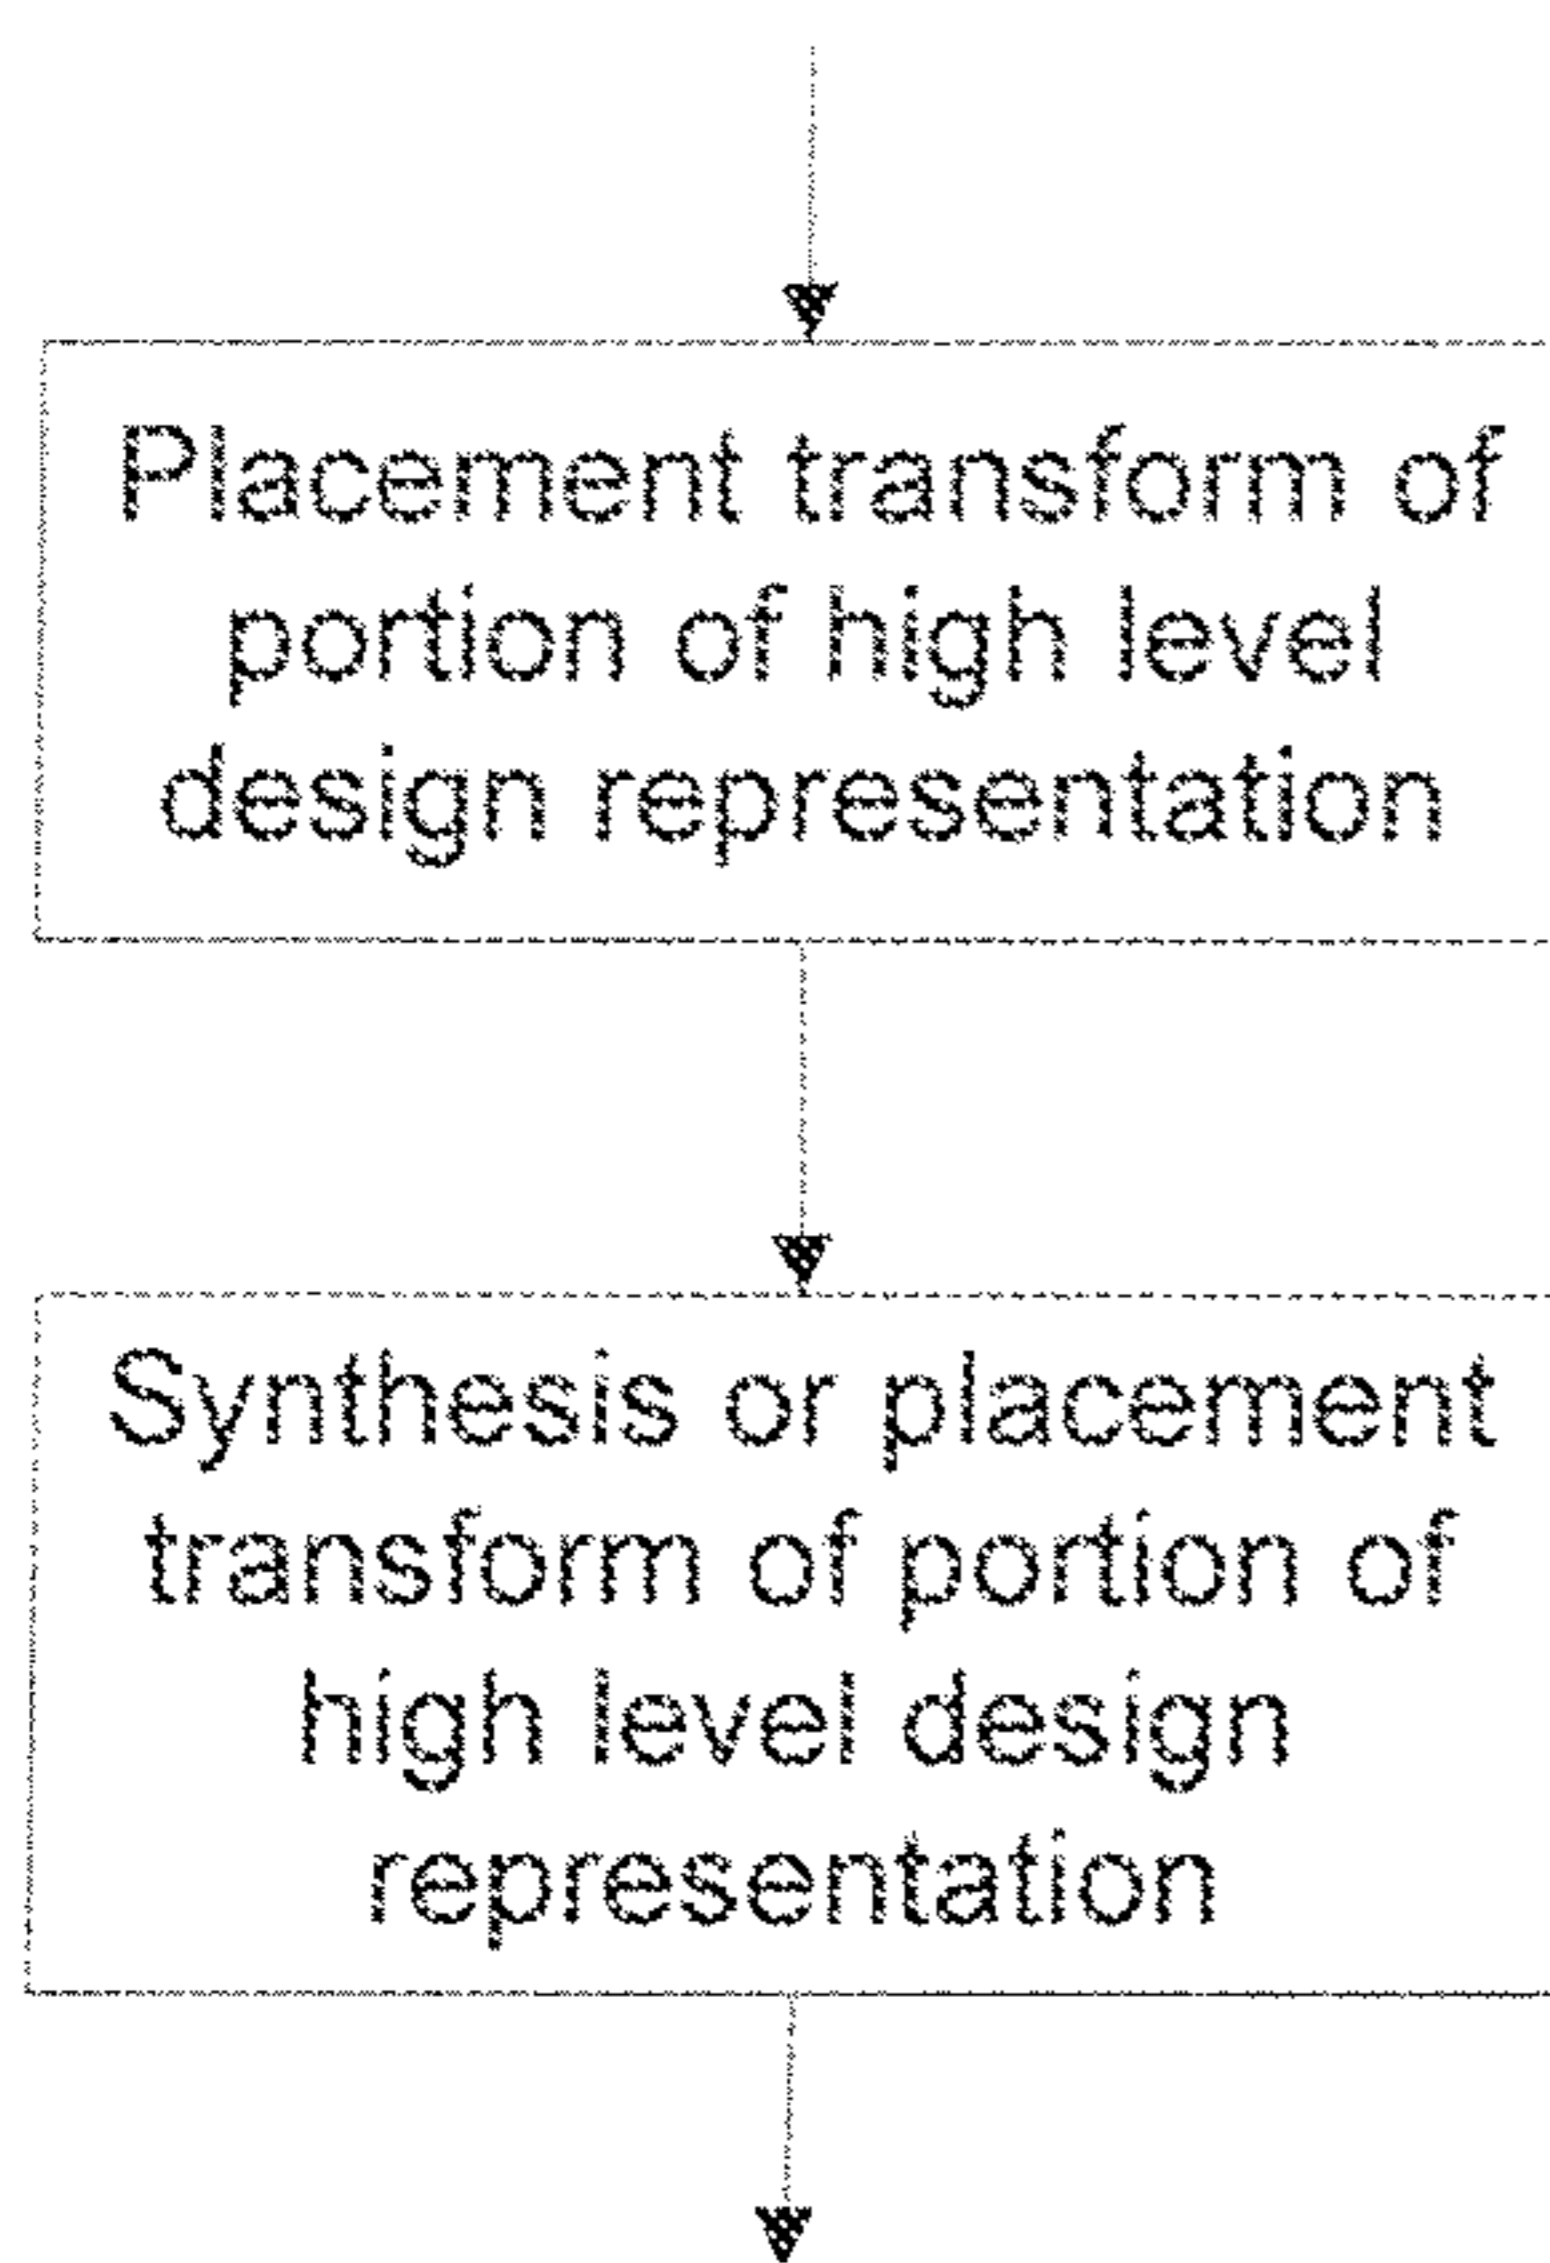 Placement transform of
portion of high level
design representation
Synthesis or placement
transform of portion of
high level design
representation